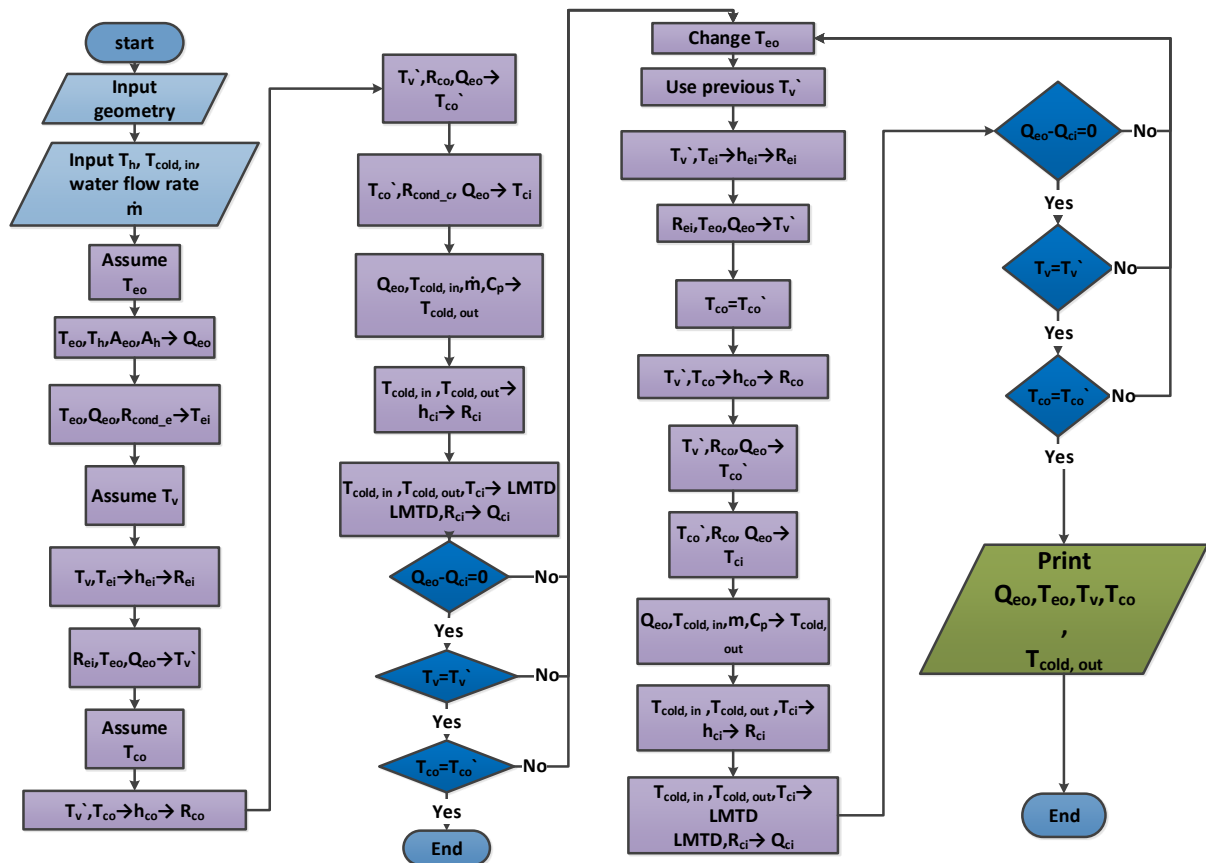 start
Input
geometry
Input Th, Tcold, in,
water flow rate
ṁ
Assume
Teo
Teo,Th,Aeo,Ah→ Qeo
Teo,Qeo,Rcond_e→Tei
Assume Tv
Tv,Tei→hei→Rei
Rei,Teo,Qeo→Tv`
Assume
Tco
Tv`,Tco→hco→ Rco
Tv`,Rco,Qeo→
Tco`
Tco`,Rcond_c, Qeo→ Tci
Qeo,Tcold, in,ṁ,Cp→
Tcold, out
Tcold, in ,Tcold, out→
hci→ Rci
Tcold, in ,Tcold, out,Tci→ LMTD
LMTD,Rci→ Qci
Qeo-Qci=0
No
Yes
Tv=Tv`
No
Yes
Tco=Tco`
No
Yes
End
Change Teo
Use previous Tv`
Tv`,Tei→hei→Rei
Rei,Teo,Qeo→Tv`
Tco=Tco`
Tv`,Tco→hco→ Rco
Tv`,Rco,Qeo→
Tco`
Tco`,Rco, Qeo→
Tci
Qeo,Tcold, in,m,Cp→ Tcold,
out
Tcold, in ,Tcold, out ,Tci→
hci→ Rci
Tcold, in ,Tcold, out,Tci→
LMTD
LMTD,Rci→ Qci
Qeo-Qci=0
No
Yes
Tv=Tv`
No
Yes
Tco=Tco`
No
Yes
Print
Qeo,Teo,Tv,Tco
,
Tcold, out
End